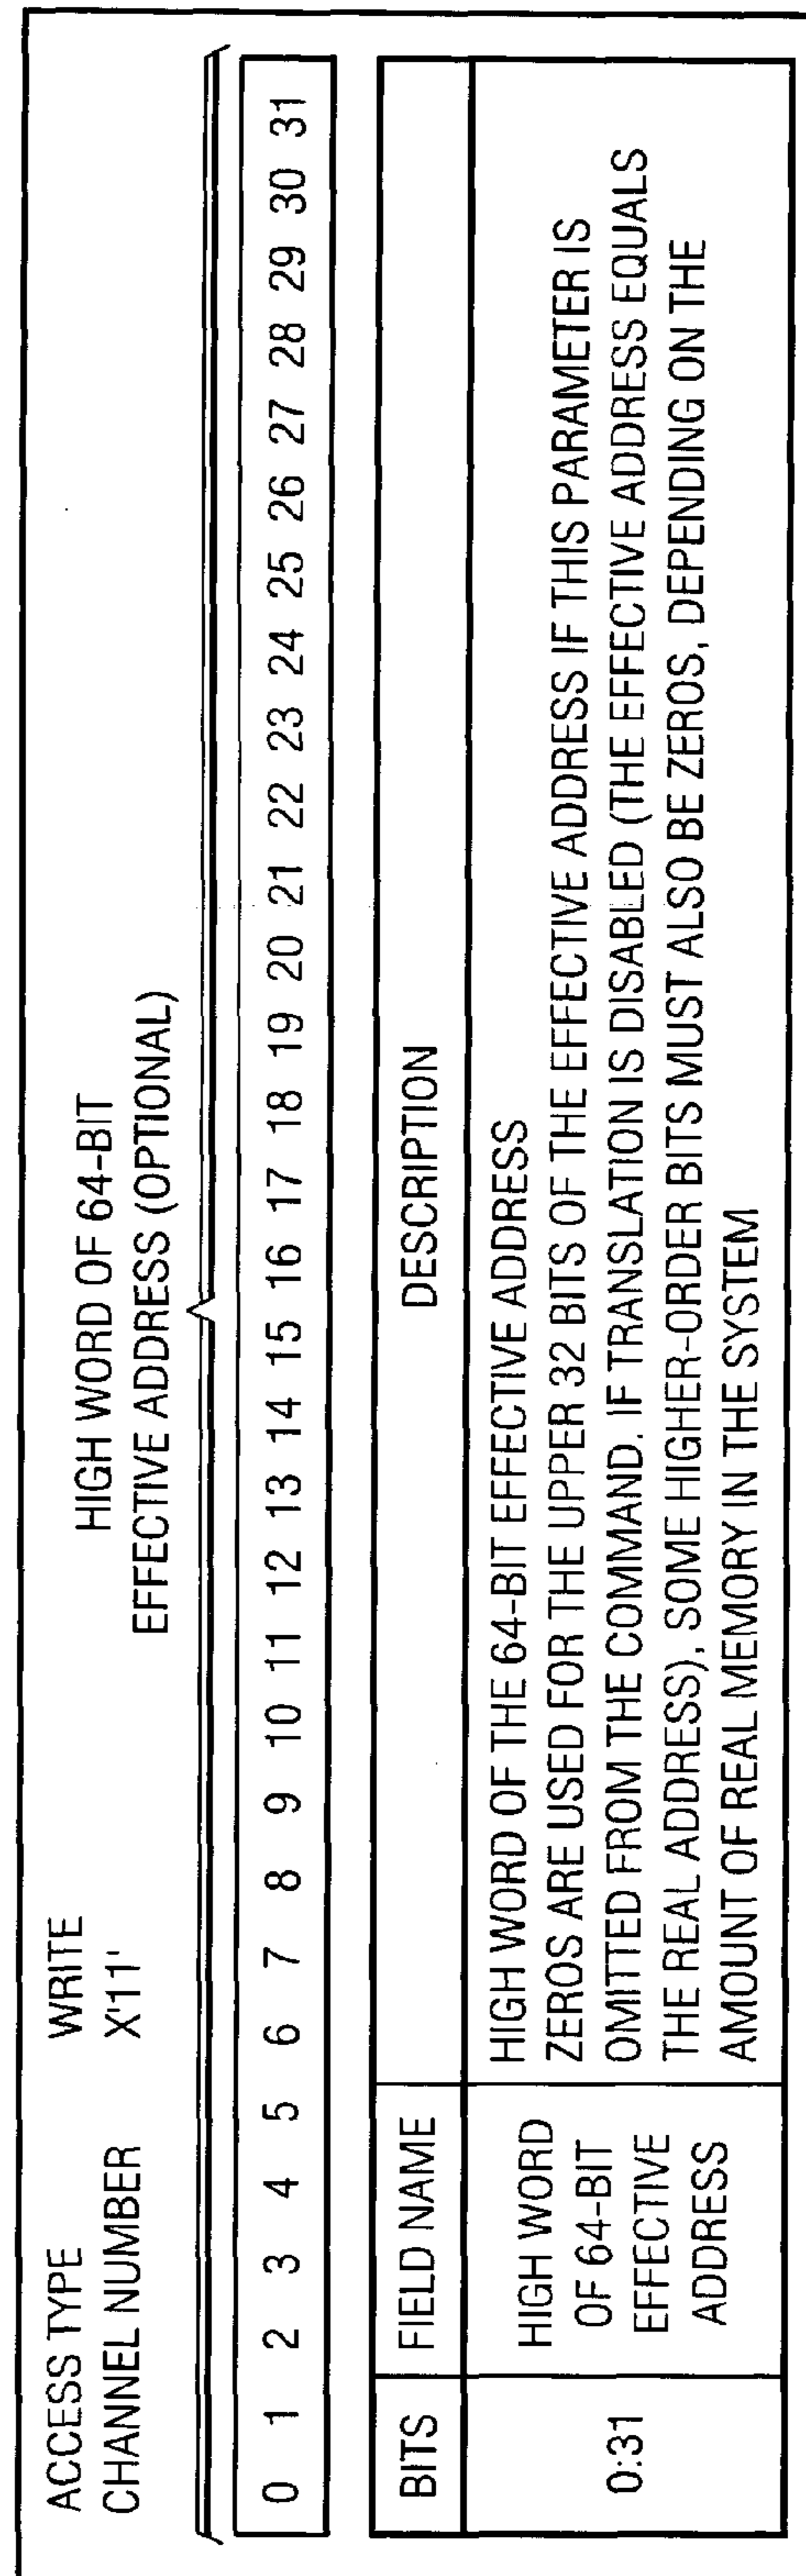 ACCESS TYPE WRITE
CHANNEL NUMBER X'11'
HIGH WORD OF 64-BIT
EFFECTIVE ADDRESS (OPTIONAL)
0 1 2 3 4 5 6 7 8 9 10 11 12 13 14 15 16 17 18 19 20 21 22 23 24 25 26 27 28 29 30 31
BITS FIELD NAME DESCRIPTION
0:31
HIGH WORD
OF 64-BIT
EFFECTIVE
ADDRESS
HIGH WORD OF THE 64-BIT EFFECTIVE ADDRESS
ZEROS ARE USED FOR THE UPPER 32 BITS OF THE EFFECTIVE ADDRESS IF THIS PARAMETER IS
OMITTED FROM THE COMMAND. IF TRANSLATION IS DISABLED (THE EFFECTIVE ADDRESS EQUALS
THE REAL ADDRESS), SOME HIGHER-ORDER BITS MUST ALSO BE ZEROS, DEPENDING ON THE
AMOUNT OF REAL MEMORY IN THE SYSTEM